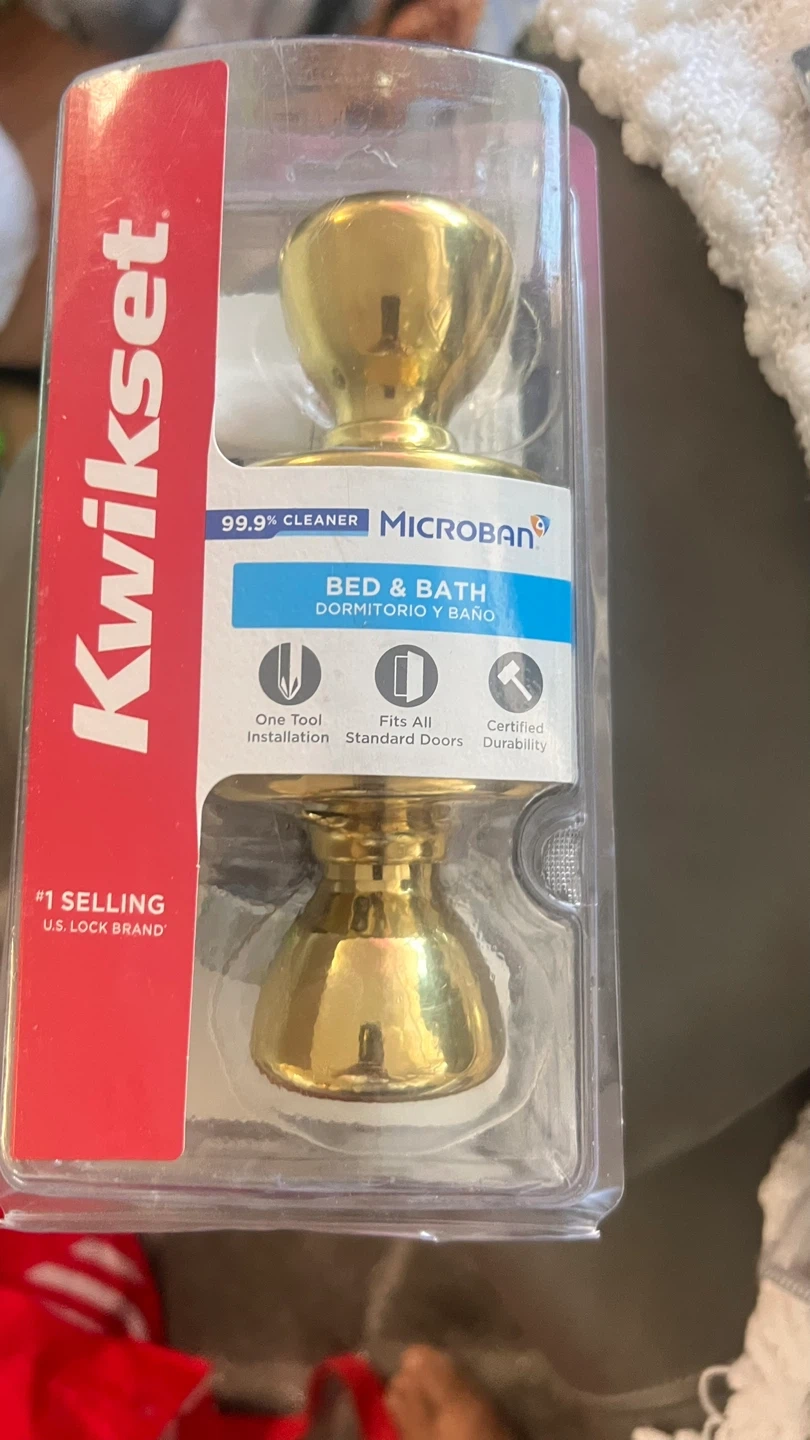 Kwikset
#1 SELLING
U.S. LOCK BRAND
99.9% CLEANER
MICROBAN
BED & BATH
DORMITORIO Y BAÑO
One Tool
Installation
Fits All
Standard Doors
Certified
Durability